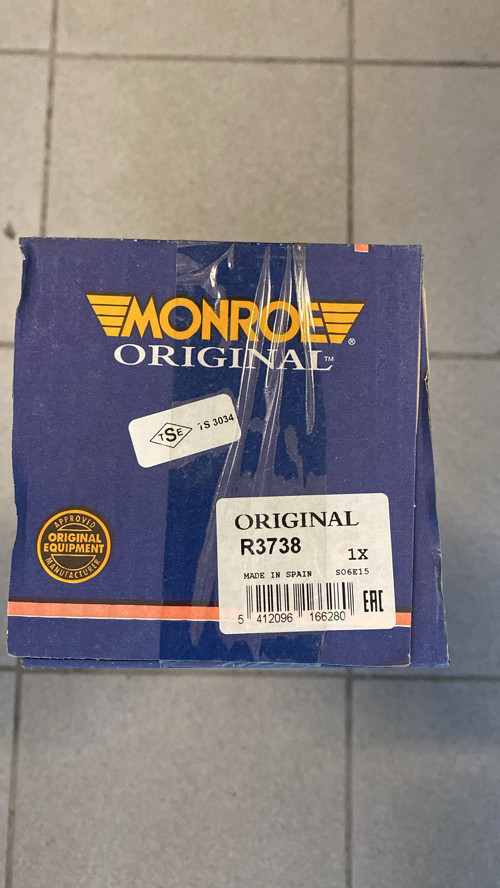 MONROE®
ORIGINAL™
TSE TS 3034
APPROVED
ORIGINAL
EQUIPMENT
MANUFACTURER
ORIGINAL
R3738
1X
MADE IN SPAIN S06E15
5 412096 166280
EAC